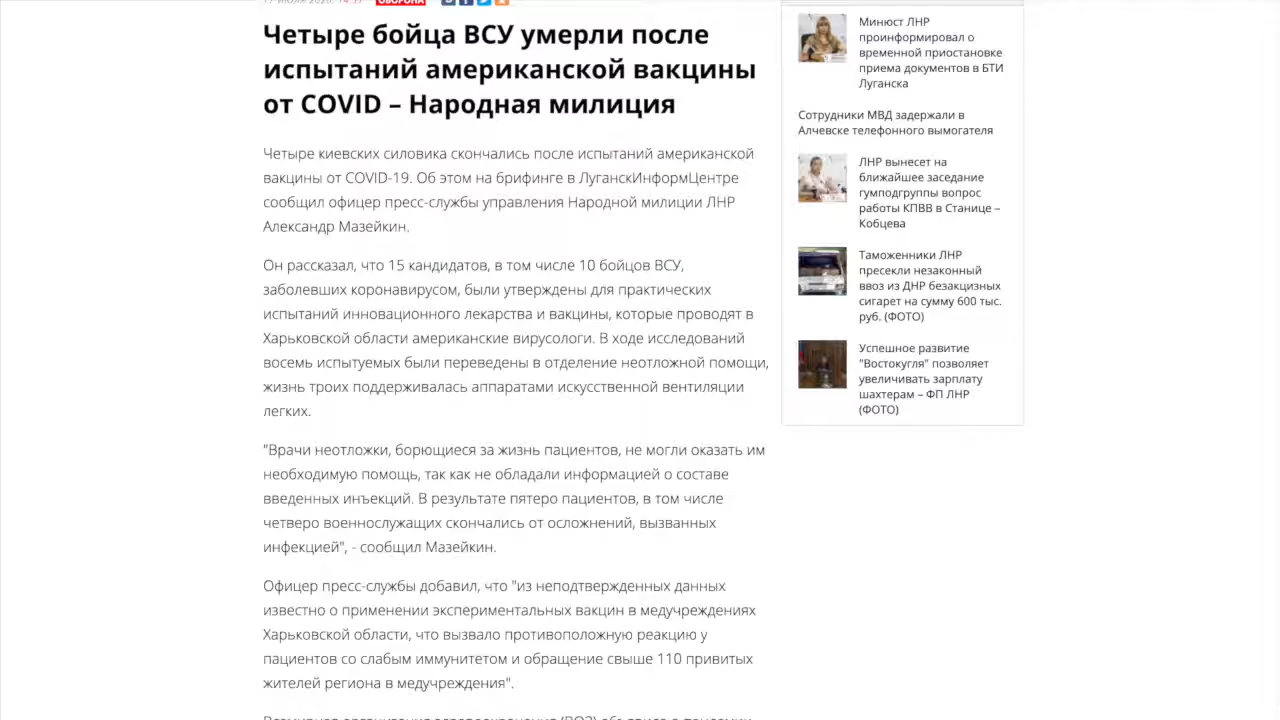 ОБОРОНА
Четыре бойца ВСУ умерли после
испытаний американской вакцины
от COVID – Народная милиция
Четыре киевских силовика скончались после испытаний американской
вакцины от COVID-19. Об этом на брифинге в ЛуганскИнформЦентре
сообщил офицер пресс-службы управления Народной милиции ЛНР
Александр Мазейкин.
Он рассказал, что 15 кандидатов, в том числе 10 бойцов ВСУ,
заболевших коронавирусом, были утверждены для практических
испытаний инновационного лекарства и вакцины, которые проводят в
Харьковской области американские вирусологи. В ходе исследований
восемь испытуемых были переведены в отделение неотложной помощи,
жизнь троих поддерживалась аппаратами искусственной вентиляции
легких.
"Врачи неотложки, борющиеся за жизнь пациентов, не могли оказать им
необходимую помощь, так как не обладали информацией о составе
введенных инъекций. В результате пятеро пациентов, в том числе
четверо военнослужащих скончались от осложнений, вызванных
инфекцией", - сообщил Мазейкин.
Офицер пресс-службы добавил, что "из неподтвержденных данных
известно о применении экспериментальных вакцин в медучреждениях
Харьковской области, что вызвало противоположную реакцию у
пациентов со слабым иммунитетом и обращение свыше 110 привитых
жителей региона в медучреждения".
Минюст ЛНР
проинформировал о
временной приостановке
приема документов в БТИ
Луганска
Сотрудники МВД задержали в
Алчевске телефонного вымогателя
ЛНР вынесет на
ближайшее заседание
гумподгруппы вопрос
работы КПВВ в Станице –
Кобцева
Таможенники ЛНР
пресекли незаконный
ввоз из ДНР безакцизных
сигарет на сумму 600 тыс.
руб. (ФОТО)
Успешное развитие
"Востокугля" позволяет
увеличивать зарплату
шахтерам – ФП ЛНР
(ФОТО)